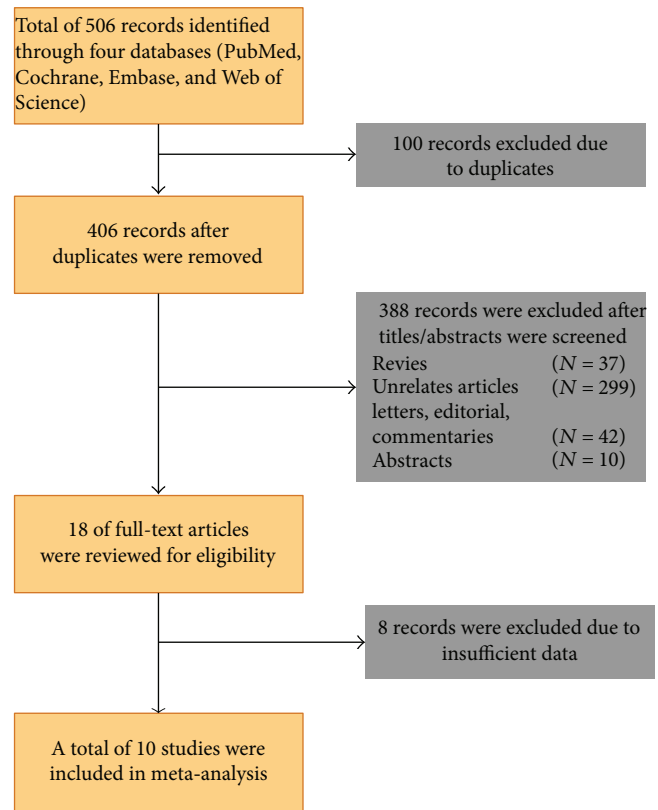 Total of 506 records identified
through four databases (PubMed,
Cochrane, Embase, and Web of
Science)
100 records excluded due
to duplicates
406 records after
duplicates were removed
388 records were excluded after
titles/abstracts were screened
Revies (N = 37)
Unrelates articles (N = 299)
letters, editorial,
commentaries (N = 42)
Abstracts (N = 10)
18 of full-text articles
were reviewed for eligibility
8 records were excluded due to
insufficient data
A total of 10 studies were
included in meta-analysis